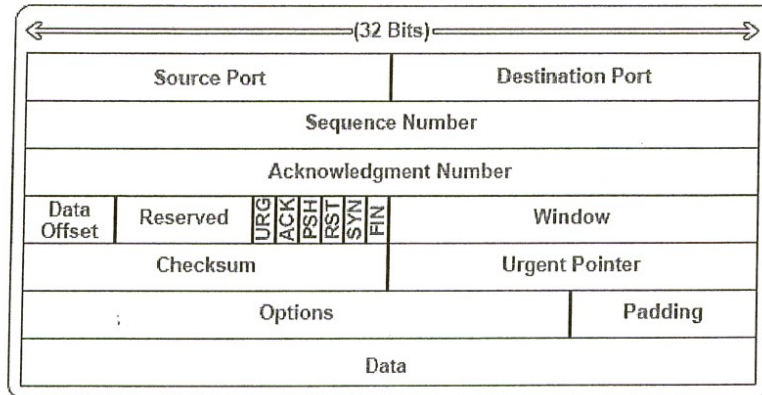 (32 Bits)
Source Port Destination Port
Sequence Number
Acknowledgment Number
Data Offset Reserved URG ACK PSH RST SYN FIN Window
Checksum Urgent Pointer
Options Padding
Data